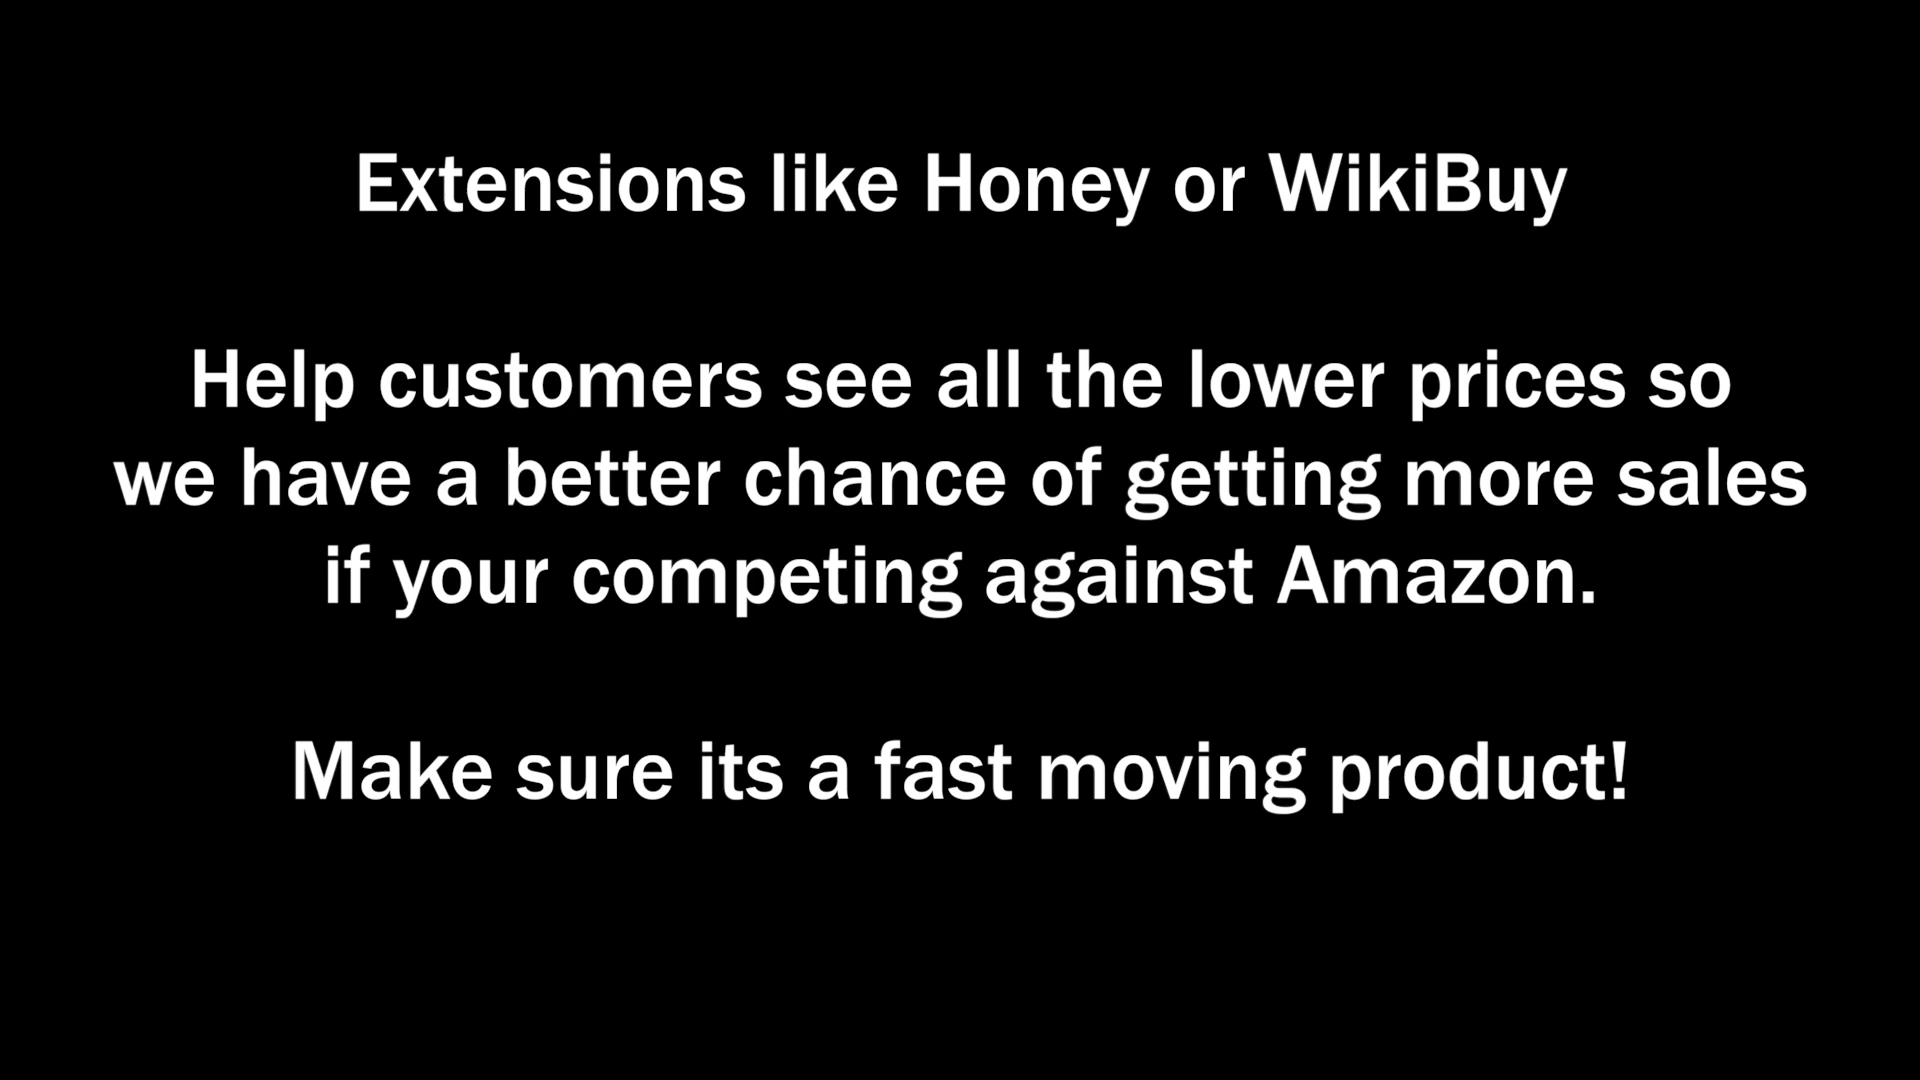 Extensions like Honey or WikiBuy
Help customers see all the lower prices so
we have a better chance of getting more sales
if your competing against Amazon.
Make sure its a fast moving product!